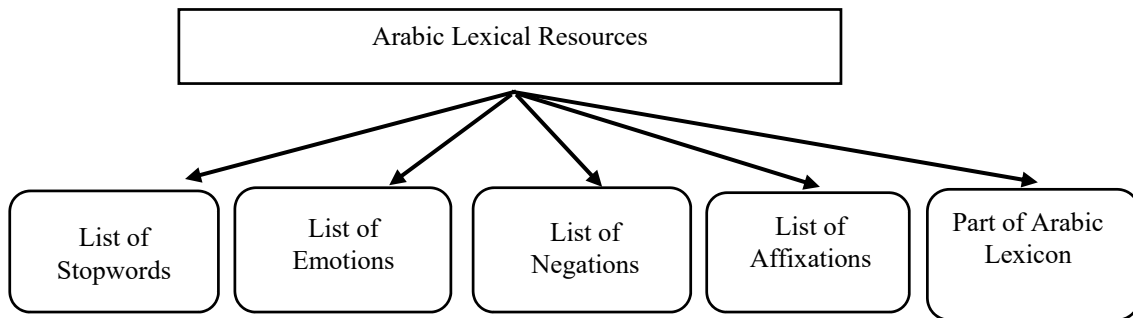 Arabic Lexical Resources
List of
Stopwords
List of
Emotions
List of
Negations
List of
Affixations
Part of Arabic
Lexicon